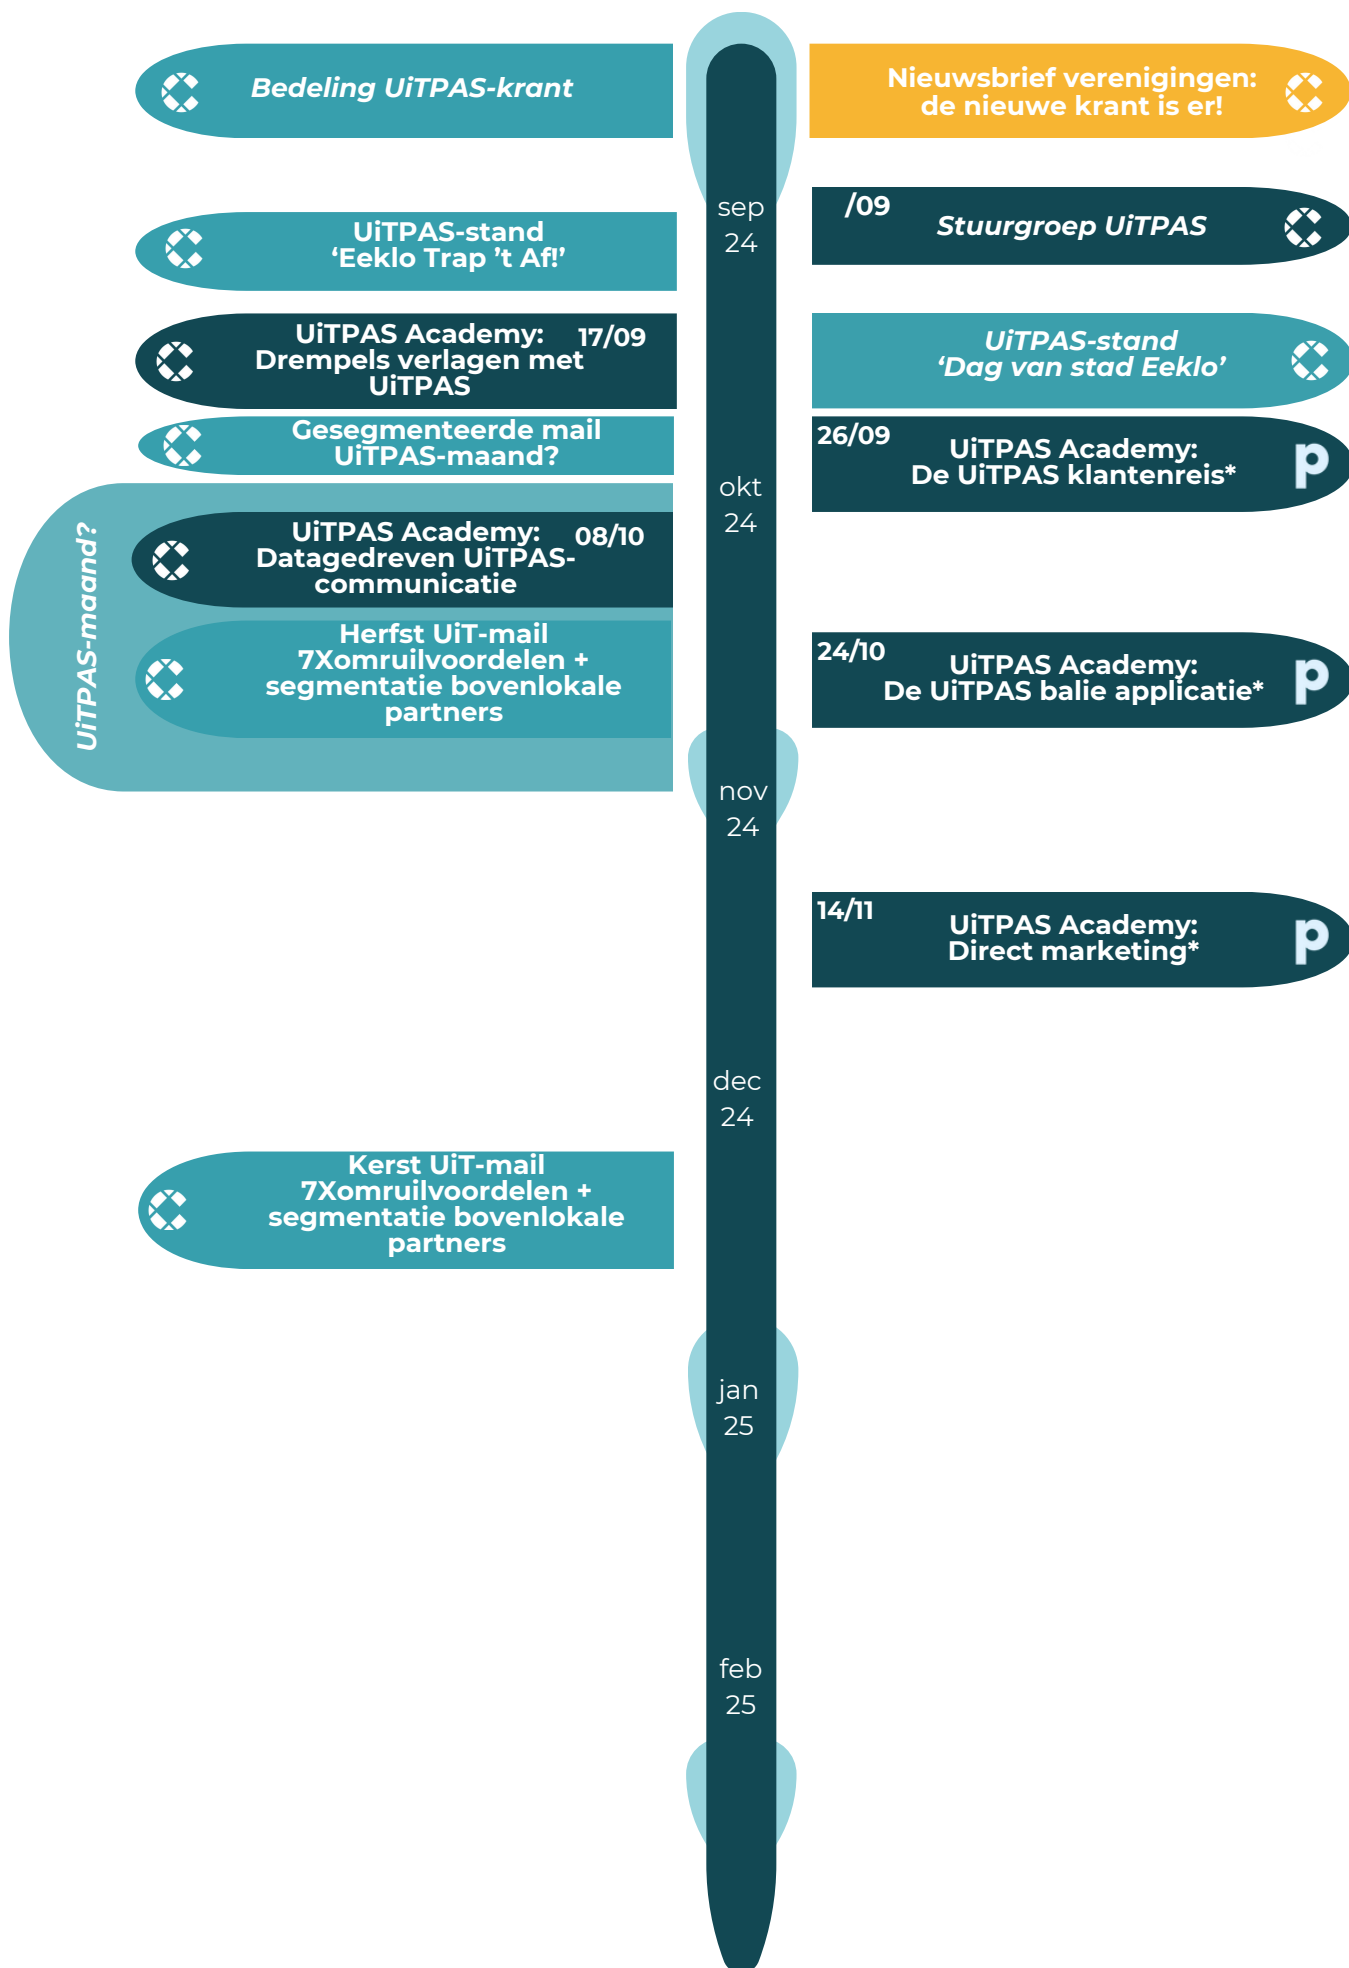 Bedeling UiTPAS-krant
Nieuwsbrief verenigingen:
de nieuwe krant is er!
sep
24
/09
Stuurgroep UiTPAS
UiTPAS-stand
‘Eeklo Trap ’t Af!’
UiTPAS Academy:
17/09
Drempels verlagen met
UiTPAS
UiTPAS-stand
‘Dag van stad Eeklo’
Gesegmenteerde mail
UiTPAS-maand?
26/09
UiTPAS Academy:
De UiTPAS klantenreis*
p
okt
24
UiTPAS-maand?
UiTPAS Academy:
08/10
Datagedreven UiTPAS-
communicatie
Herfst UiT-mail
7Xomruilvoordelen +
segmentatie bovenlokale
partners
24/10
UiTPAS Academy:
De UiTPAS balie applicatie*
p
nov
24
14/11
UiTPAS Academy:
Direct marketing*
p
dec
24
Kerst UiT-mail
7Xomruilvoordelen +
segmentatie bovenlokale
partners
jan
25
feb
25